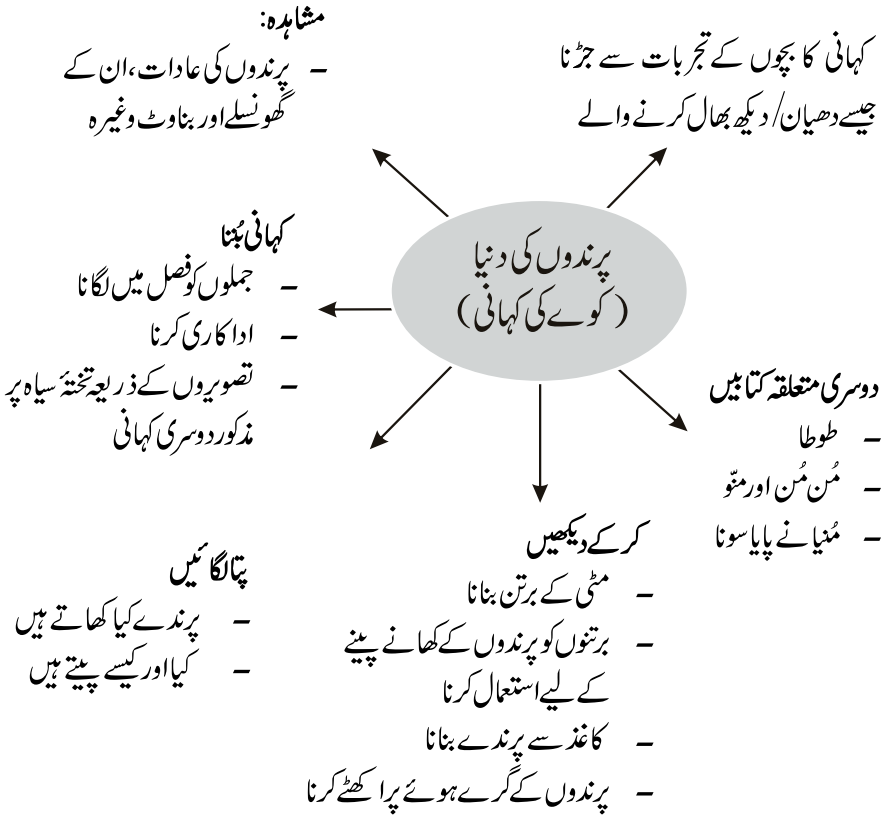 کہانی کا بچوں کے تجربات سے جڑنا
جیسے دھیان/ دیکھ بھال کرنے والے
مشاہدہ:
- پرندوں کی عادات، ان کے
گھونسلے اور بناوٹ وغیرہ
پرندوں کی دنیا
(کوے کی کہانی)
کہانی بُننا
- جملوں کو فصل میں لگانا
- اداکاری کرنا
- تصویروں کے ذریعہ تختۂ سیاہ پر
مذکور دوسری کہانی
دوسری متعلقہ کتابیں
- طوطا
- مُن مُن اور منّو
- مُنیا نے پایا سونا
کرکے دیکھیں
- مٹی کے برتن بنانا
- برتنوں کو پرندوں کے کھانے پینے
کے لیے استعمال کرنا
- کاغذ سے پرندے بنانا
- پرندوں کے گرے ہوئے پر اکھٹے کرنا
پتا لگائیں
- پرندے کیا کھاتے ہیں
- کیا اور کیسے پیتے ہیں